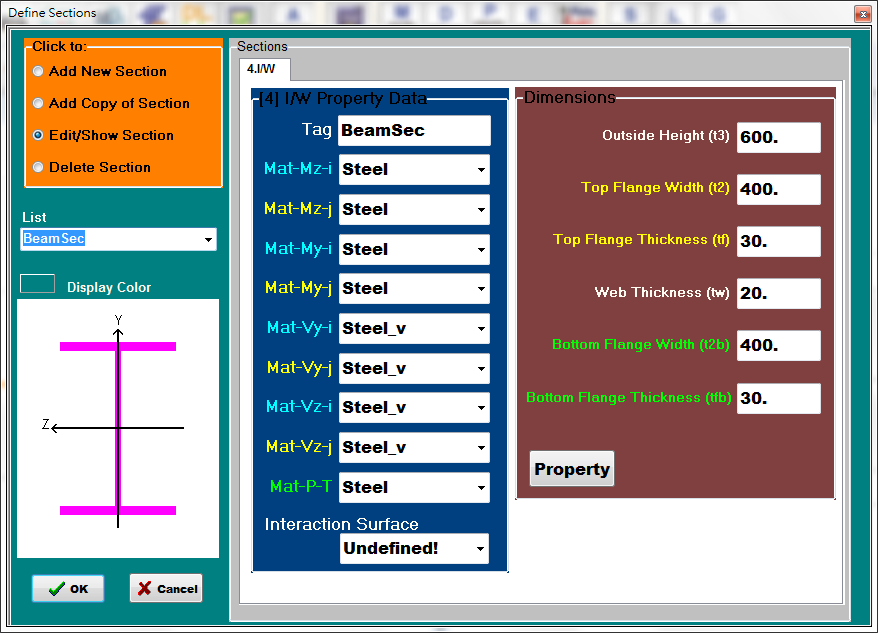 Define Sections
Click to:
Add New Section
Add Copy of Section
Edit/Show Section
Delete Section
List
BeamSec
Display Color
Y
Z
OK
Cancel
Sections
4.I/W
[4] I/W Property Data
Tag BeamSec
Mat-Mz-i Steel
Mat-Mz-j Steel
Mat-My-i Steel
Mat-My-j Steel
Mat-Vy-i Steel_v
Mat-Vy-j Steel_v
Mat-Vz-i Steel_v
Mat-Vz-j Steel_v
Mat-P-T Steel
Interaction Surface
Undefined!
Dimensions
Outside Height (t3) 600.
Top Flange Width (t2) 400.
Top Flange Thickness (tf) 30.
Web Thickness (tw) 20.
Bottom Flange Width (t2b) 400.
Bottom Flange Thickness (tfb) 30.
Property